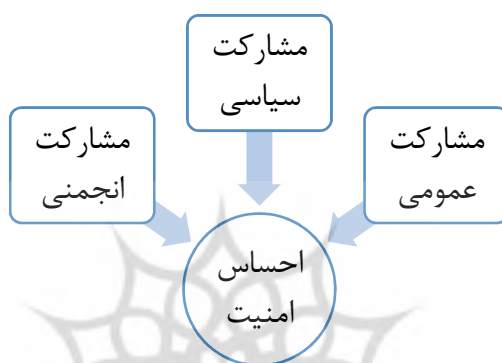 مشارکت
سیاسی
مشارکت
عمومی
مشارکت
انجمنی
احساس
امنیت